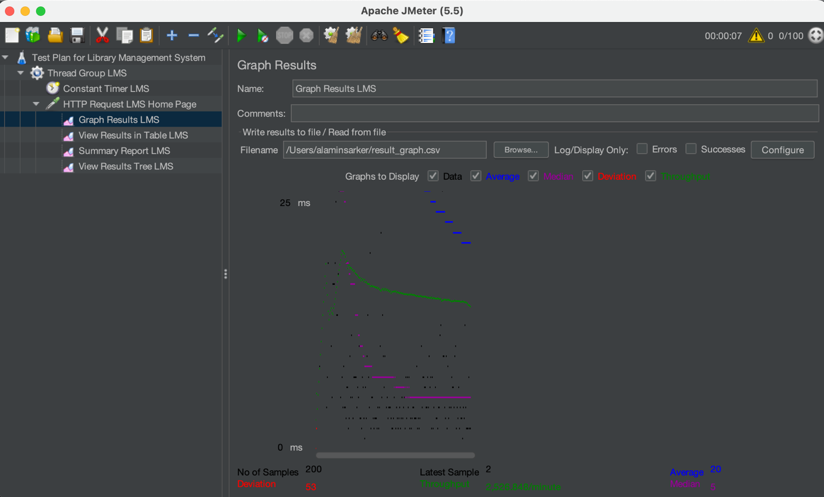 Apache JMeter (5.5)
00:00:07 0 0/100
Test Plan for Library Management System
Thread Group LMS
Constant Timer LMS
HTTP Request LMS Home Page
Graph Results LMS
View Results in Table LMS
Summary Report LMS
View Results Tree LMS
Graph Results
Name: Graph Results LMS
Comments:
Write results to file / Read from file
Filename /Users/alaminsarker/result_graph.csv Browse... Log/Display Only: Errors Successes Configure
Graphs to Display Data Average Median Deviation Throughput
25 ms
0 ms
No of Samples 200 Latest Sample 2 Average 20
Deviation Throughput Median